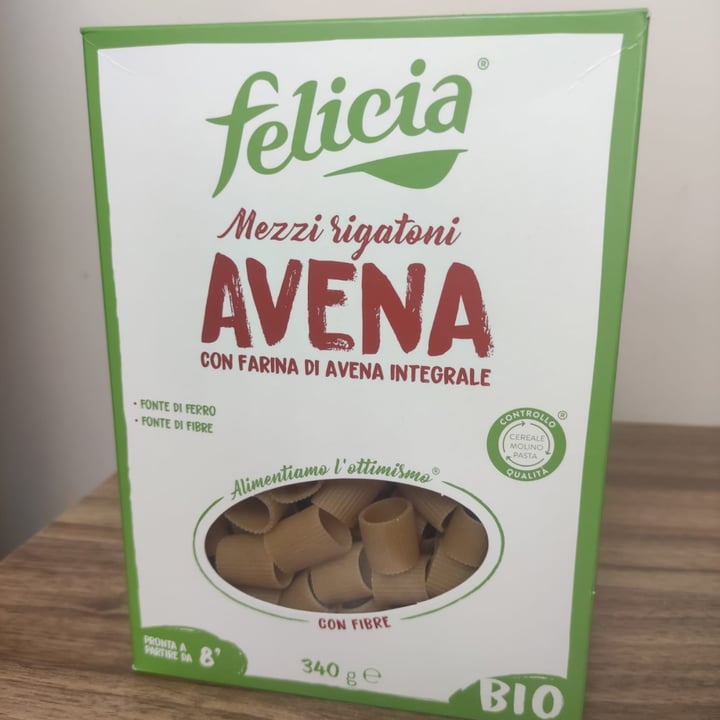 felicia®
Mezzi rigatoni
AVENA
CON FARINA DI AVENA INTEGRALE
• FONTE DI FERRO
• FONTE DI FIBRE
CONTROLLO ®
CEREALE
MOLINO
PASTA
QUALITÀ
Alimentiamo l'ottimismo®
CON FIBRE
PRONTA A
PARTIRE DA 8'
340 g ℮
BIO